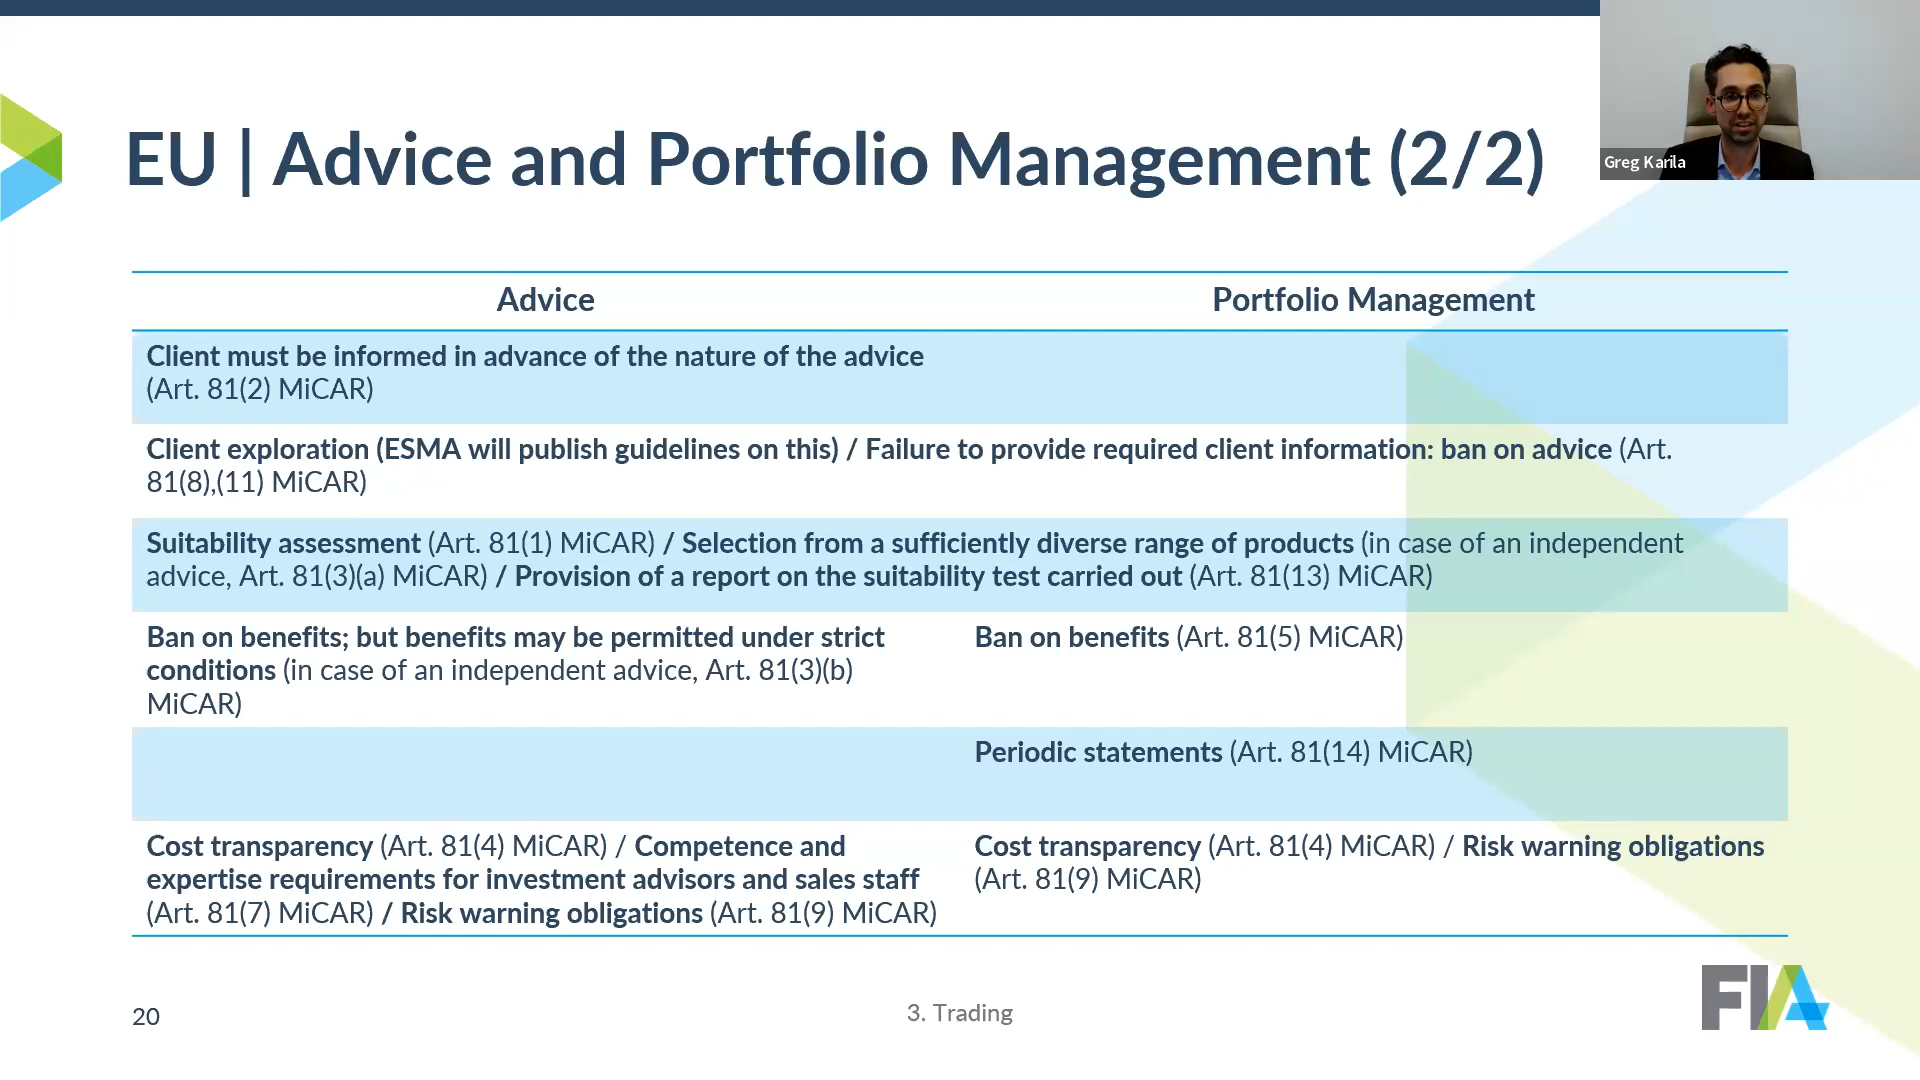 EU | Advice and Portfolio Management (2/2)
Greg Karila
Advice
Portfolio Management
Client must be informed in advance of the nature of the advice
(Art. 81(2) MiCAR)
Client exploration (ESMA will publish guidelines on this) / Failure to provide required client information: ban on advice (Art.
81(8),(11) MiCAR)
Suitability assessment (Art. 81(1) MiCAR) / Selection from a sufficiently diverse range of products (in case of an independent
advice, Art. 81(3)(a) MiCAR) / Provision of a report on the suitability test carried out (Art. 81(13) MiCAR)
Ban on benefits; but benefits may be permitted under strict
conditions (in case of an independent advice, Art. 81(3)(b)
MiCAR)
Ban on benefits (Art. 81(5) MiCAR)
Periodic statements (Art. 81(14) MiCAR)
Cost transparency (Art. 81(4) MiCAR) / Competence and
expertise requirements for investment advisors and sales staff
(Art. 81(7) MiCAR) / Risk warning obligations (Art. 81(9) MiCAR)
Cost transparency (Art. 81(4) MiCAR) / Risk warning obligations
(Art. 81(9) MiCAR)
20
3. Trading
FIA